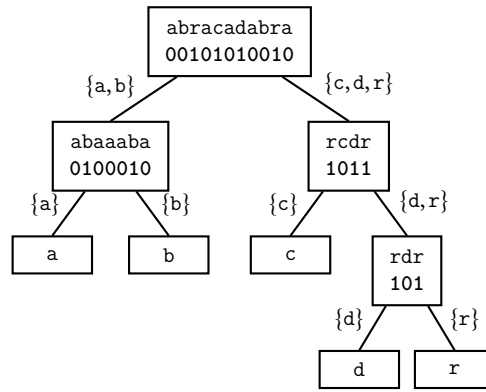 abracadabra
00101010010
{a,b}
{c,d,r}
abaaaba
0100010
rcdr
1011
{a}
{b}
{c}
{d,r}
a
b
c
rdr
101
{d}
{r}
d
r